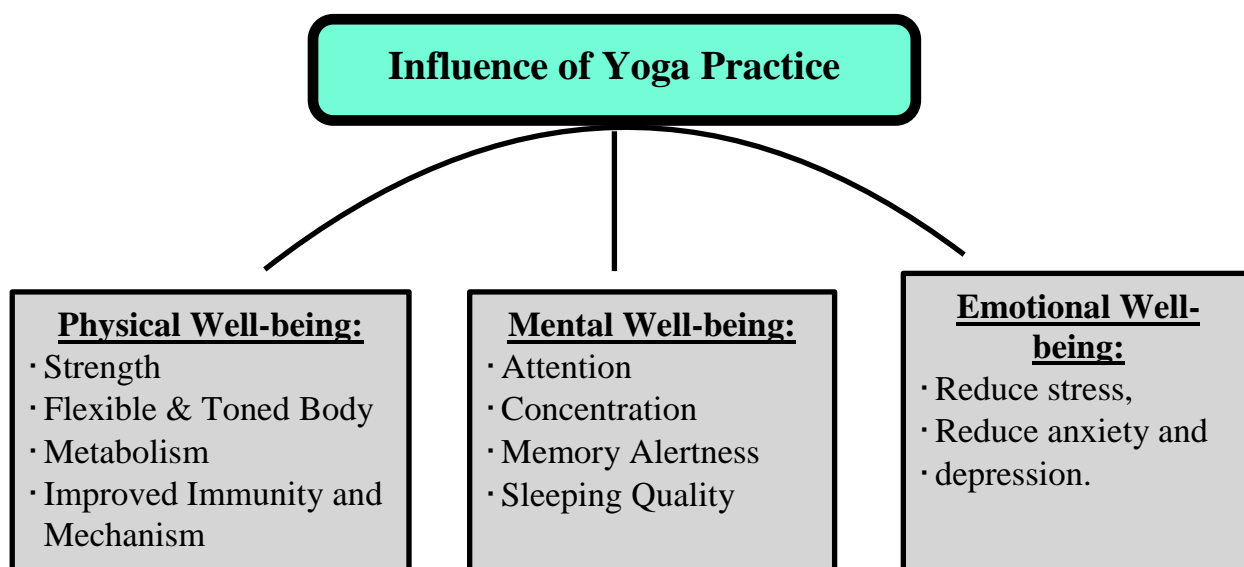 Influence of Yoga Practice
Physical Well-being:
· Strength
· Flexible & Toned Body
· Metabolism
· Improved Immunity and
Mechanism
Mental Well-being:
· Attention
· Concentration
· Memory Alertness
· Sleeping Quality
Emotional Well-
being:
· Reduce stress,
· Reduce anxiety and
· depression.